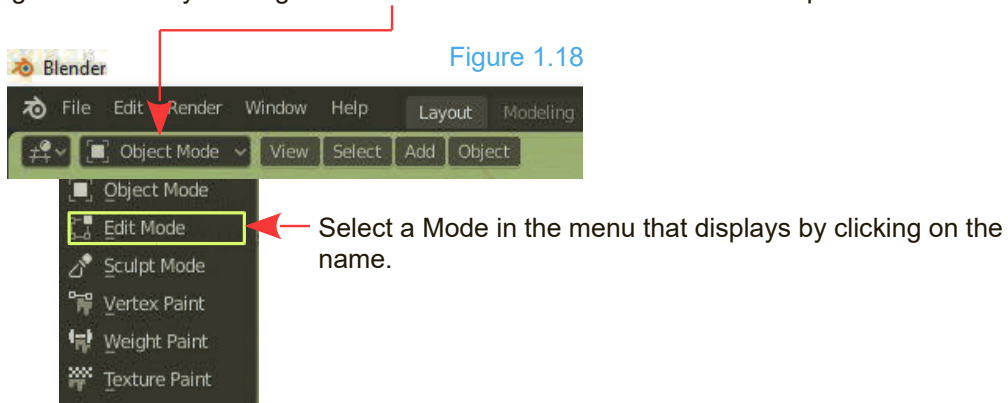 Figure 1.18
Blender
File Edit Render Window Help Layout Modeling
Object Mode View Select Add Object
Object Mode
Edit Mode
Select a Mode in the menu that displays by clicking on the
name.
Sculpt Mode
Vertex Paint
Weight Paint
Texture Paint